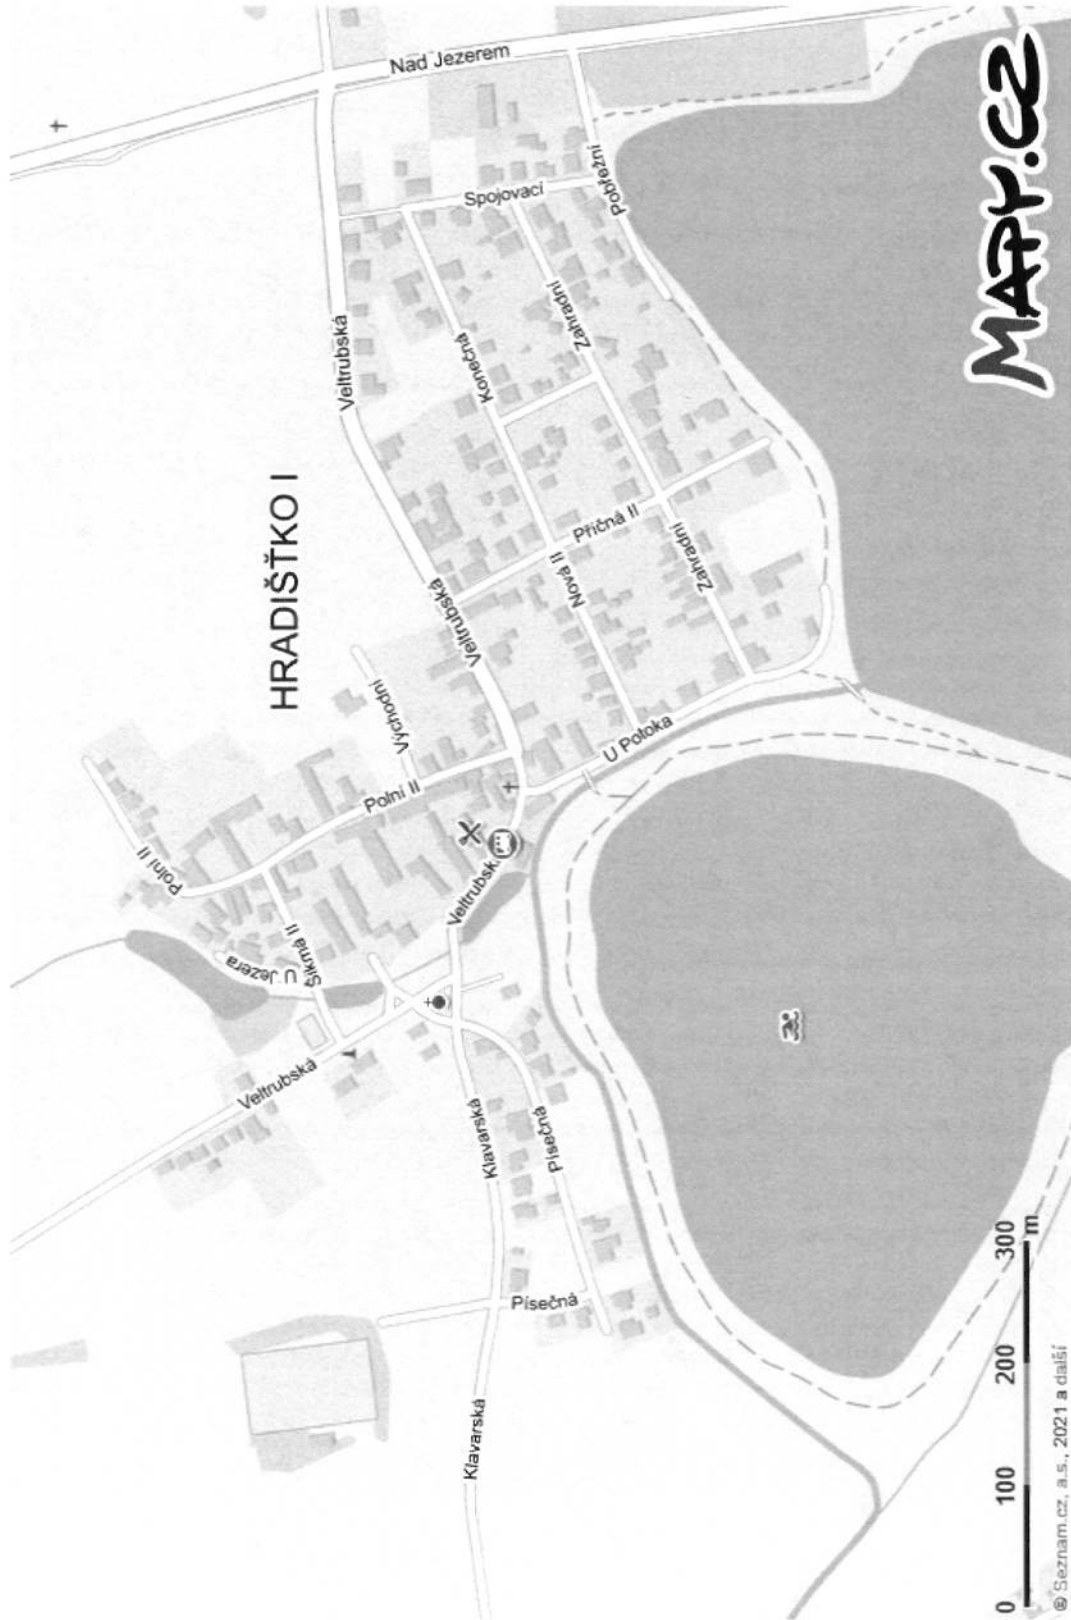 Nad Jezerem
Spojovací
Pobřežní
Veltrubská
Konečná
Zahradní
HRADIŠŤKO I
Příčná II
Nová II
Zahradní
Veltrubská
Východní
U Potoka
Polní II
Polní II
Veltrubská
Šikmá II
U Jezera
Veltrubská
Klavarská
Písečná
Písečná
Klavarská
MAPY.CZ
0 100 200 300
m
© Seznam.cz, a.s., 2021 a další